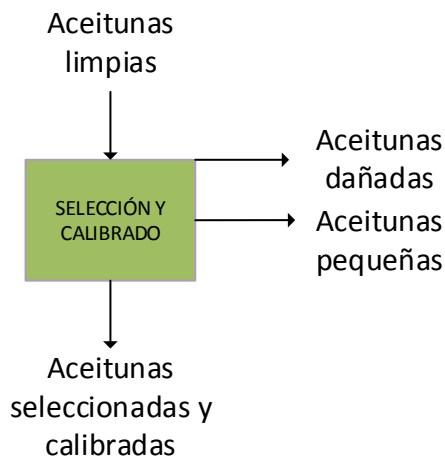 Aceitunas
limpias
Aceitunas
dañadas
SELECCIÓN Y
CALIBRADO
Aceitunas
pequeñas
Aceitunas
seleccionadas y
calibradas